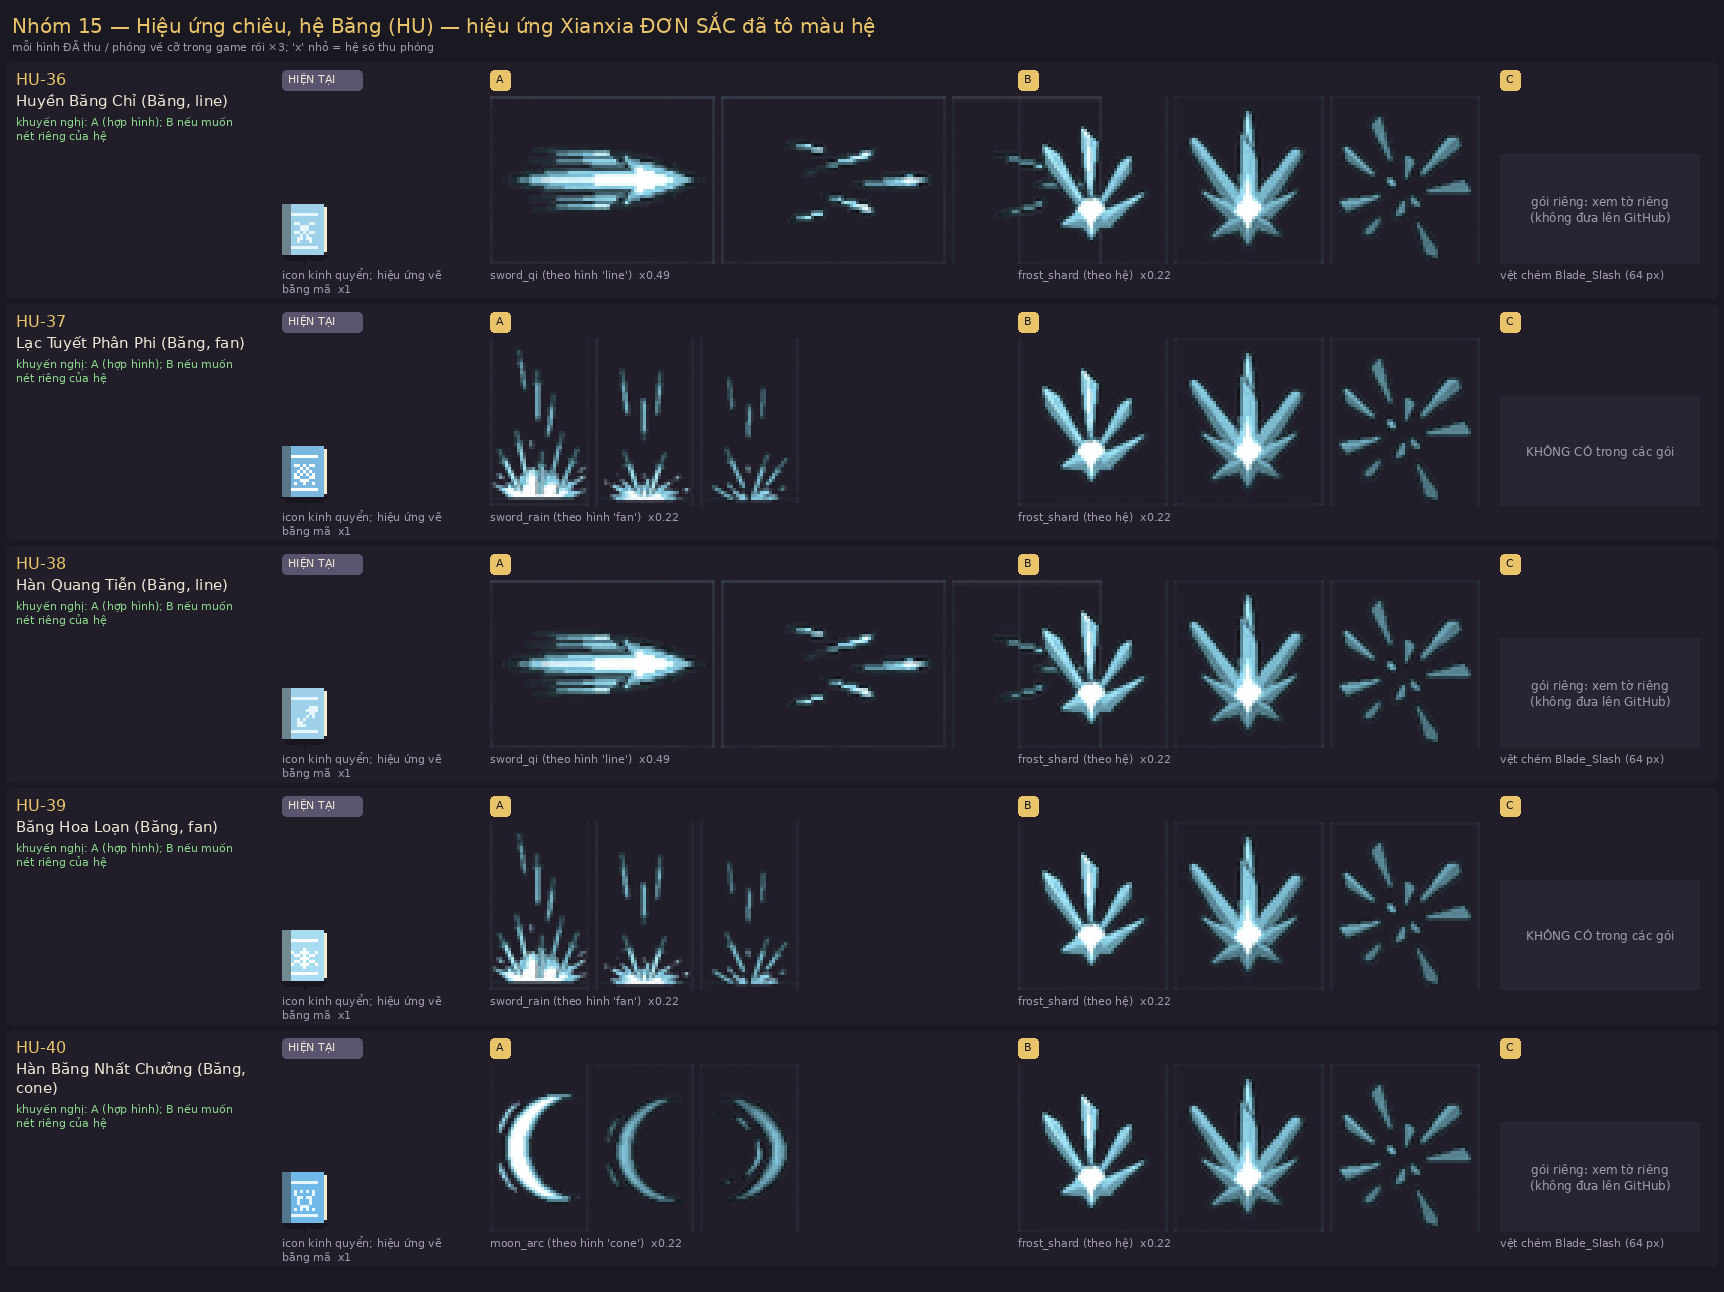 Nhóm 15 — Hiệu ứng chiêu, hệ Băng (HU) — hiệu ứng Xianxia ĐƠN SẮC đã tô màu hệ
mỗi hình ĐÃ thu / phóng về cỡ trong game rồi ×3; 'x' nhỏ = hệ số thu phóng
HU-36
Huyền Băng Chỉ (Băng, line)
khuyến nghị: A (hợp hình); B nếu muốn
nét riêng của hệ
HIỆN TẠI
icon kinh quyển; hiệu ứng vẽ
bằng mã x1
A
sword_qi (theo hình 'line') x0.49
B
frost_shard (theo hệ) x0.22
C
gói riêng: xem tờ riêng
(không đưa lên GitHub)
vệt chém Blade_Slash (64 px)
HU-37
Lạc Tuyết Phân Phi (Băng, fan)
khuyến nghị: A (hợp hình); B nếu muốn
nét riêng của hệ
HIỆN TẠI
icon kinh quyển; hiệu ứng vẽ
bằng mã x1
A
sword_rain (theo hình 'fan') x0.22
B
frost_shard (theo hệ) x0.22
C
KHÔNG CÓ trong các gói
HU-38
Hàn Quang Tiễn (Băng, line)
khuyến nghị: A (hợp hình); B nếu muốn
nét riêng của hệ
HIỆN TẠI
icon kinh quyển; hiệu ứng vẽ
bằng mã x1
A
sword_qi (theo hình 'line') x0.49
B
frost_shard (theo hệ) x0.22
C
gói riêng: xem tờ riêng
(không đưa lên GitHub)
vệt chém Blade_Slash (64 px)
HU-39
Băng Hoa Loạn (Băng, fan)
khuyến nghị: A (hợp hình); B nếu muốn
nét riêng của hệ
HIỆN TẠI
icon kinh quyển; hiệu ứng vẽ
bằng mã x1
A
sword_rain (theo hình 'fan') x0.22
B
frost_shard (theo hệ) x0.22
C
KHÔNG CÓ trong các gói
HU-40
Hàn Băng Nhất Chưởng (Băng,
cone)
khuyến nghị: A (hợp hình); B nếu muốn
nét riêng của hệ
HIỆN TẠI
icon kinh quyển; hiệu ứng vẽ
bằng mã x1
A
moon_arc (theo hình 'cone') x0.22
B
frost_shard (theo hệ) x0.22
C
gói riêng: xem tờ riêng
(không đưa lên GitHub)
vệt chém Blade_Slash (64 px)